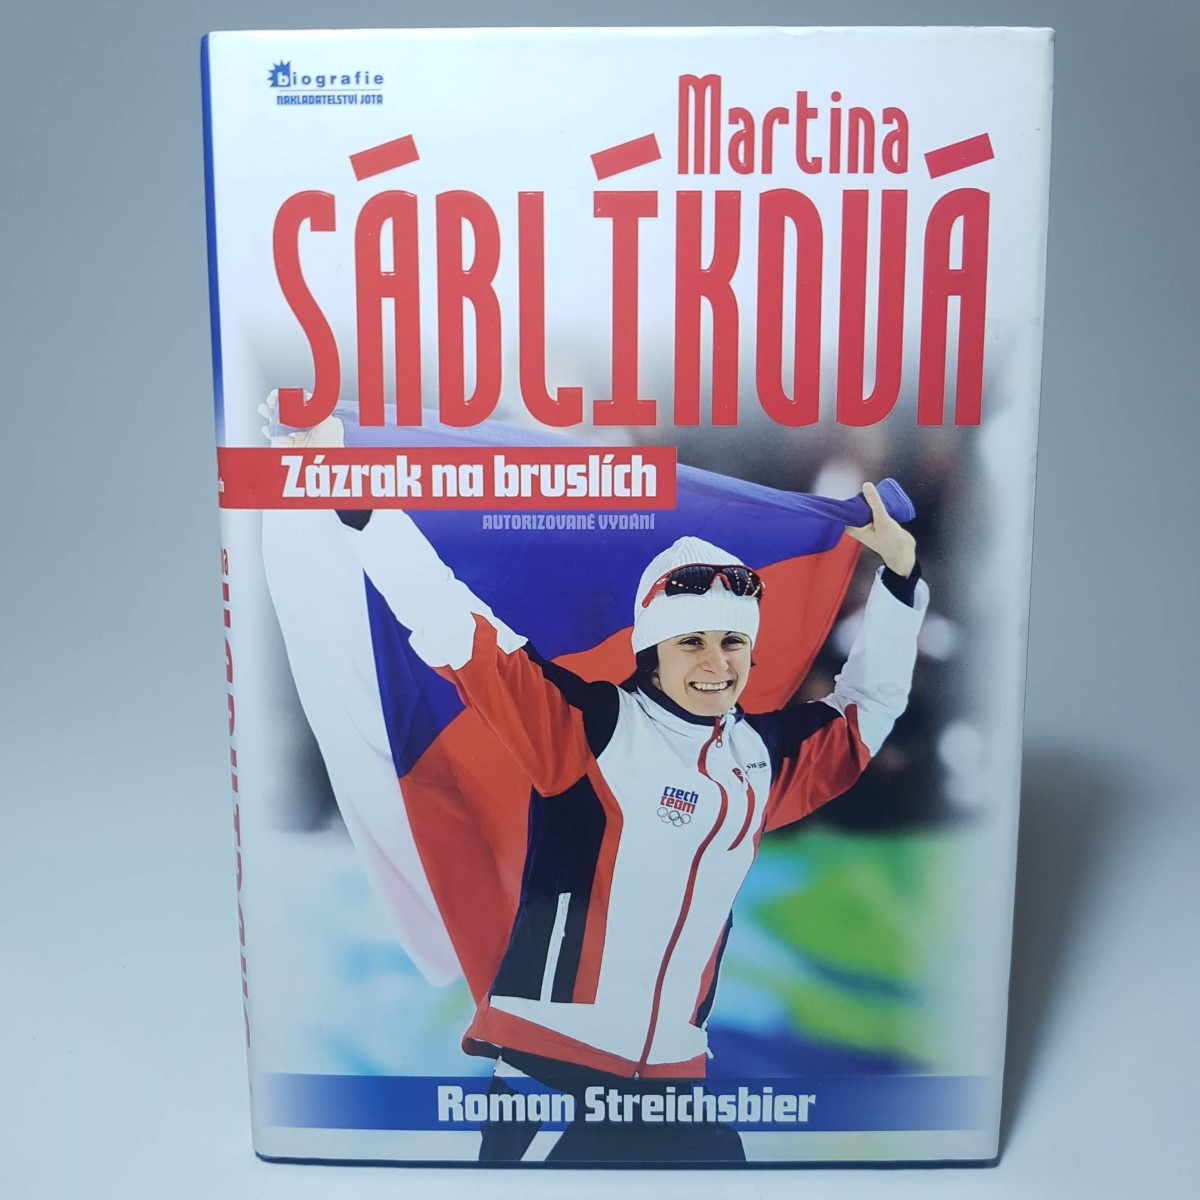 biografie
NAKLADATELSTVÍ JOTA
Martina
SÁBLÍKOVÁ
Zázrak na bruslích
AUTORIZOVANÉ VYDÁNÍ
czech
team
Roman Streichsbier